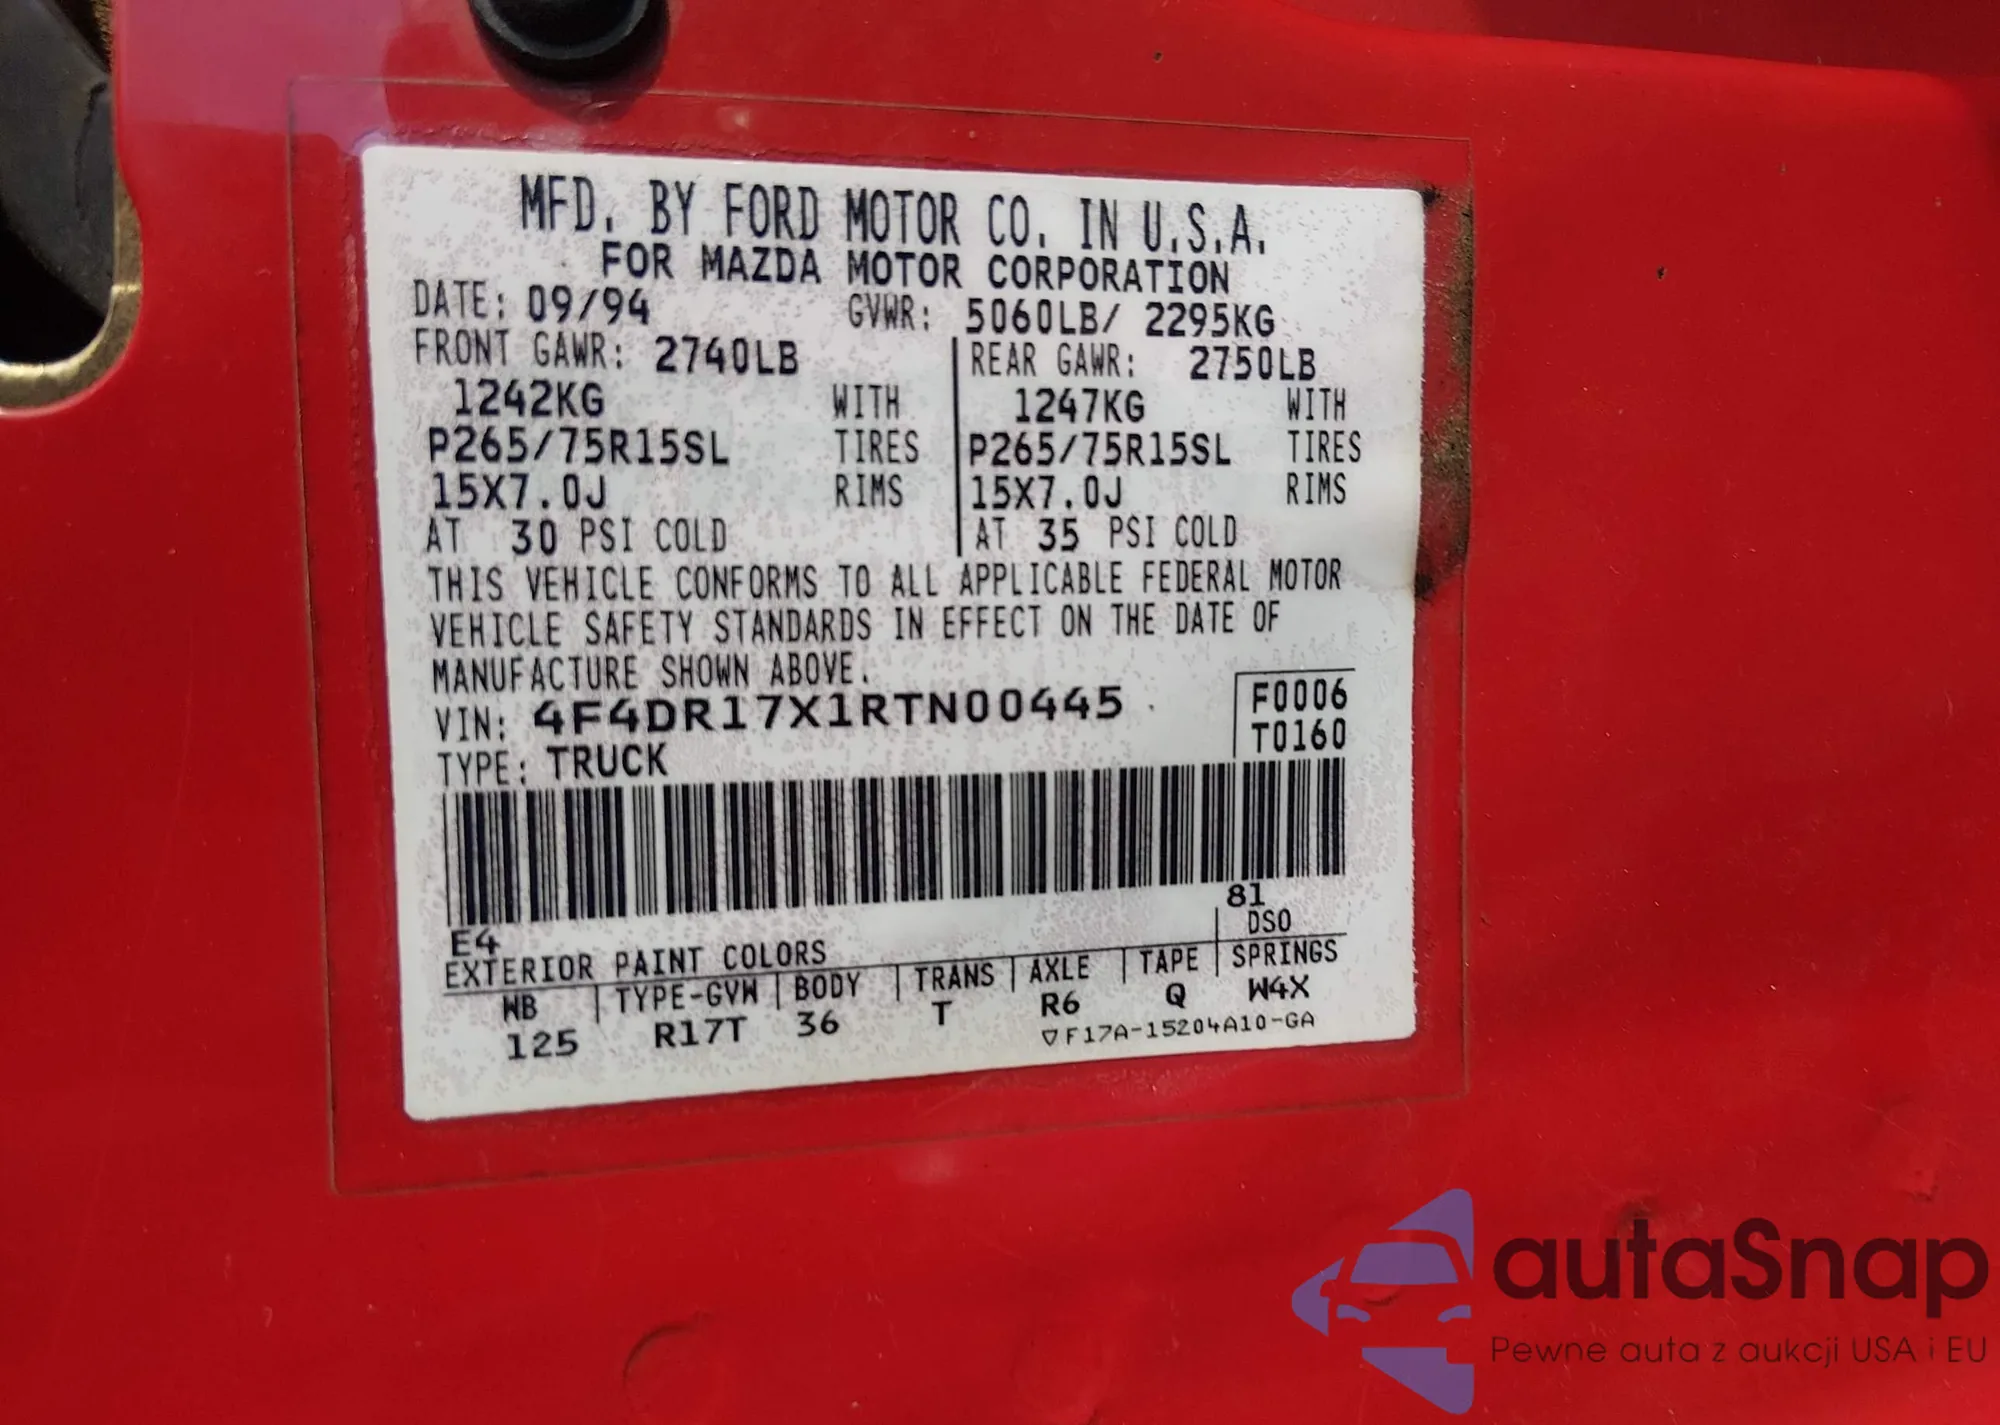 MFD. BY FORD MOTOR CO. IN U.S.A.
FOR MAZDA MOTOR CORPORATION
DATE: 09/94 GVWR: 5060LB/ 2295KG
FRONT GAWR: 2740LB REAR GAWR: 2750LB
1242KG WITH 1247KG WITH
P265/75R15SL TIRES P265/75R15SL TIRES
15X7.0J RIMS 15X7.0J RIMS
AT 30 PSI COLD AT 35 PSI COLD
THIS VEHICLE CONFORMS TO ALL APPLICABLE FEDERAL MOTOR
VEHICLE SAFETY STANDARDS IN EFFECT ON THE DATE OF
MANUFACTURE SHOWN ABOVE.
VIN: 4F4DR17X1RTN00445 F0006
TYPE: TRUCK T0160
E4 81
EXTERIOR PAINT COLORS DSO
WB TYPE-GVW BODY TRANS AXLE TAPE SPRINGS
125 R17T 36 T R6 Q W4X
▽F17A-15204A10-GA
autaSnap
Pewne auta z aukcji USA i EU